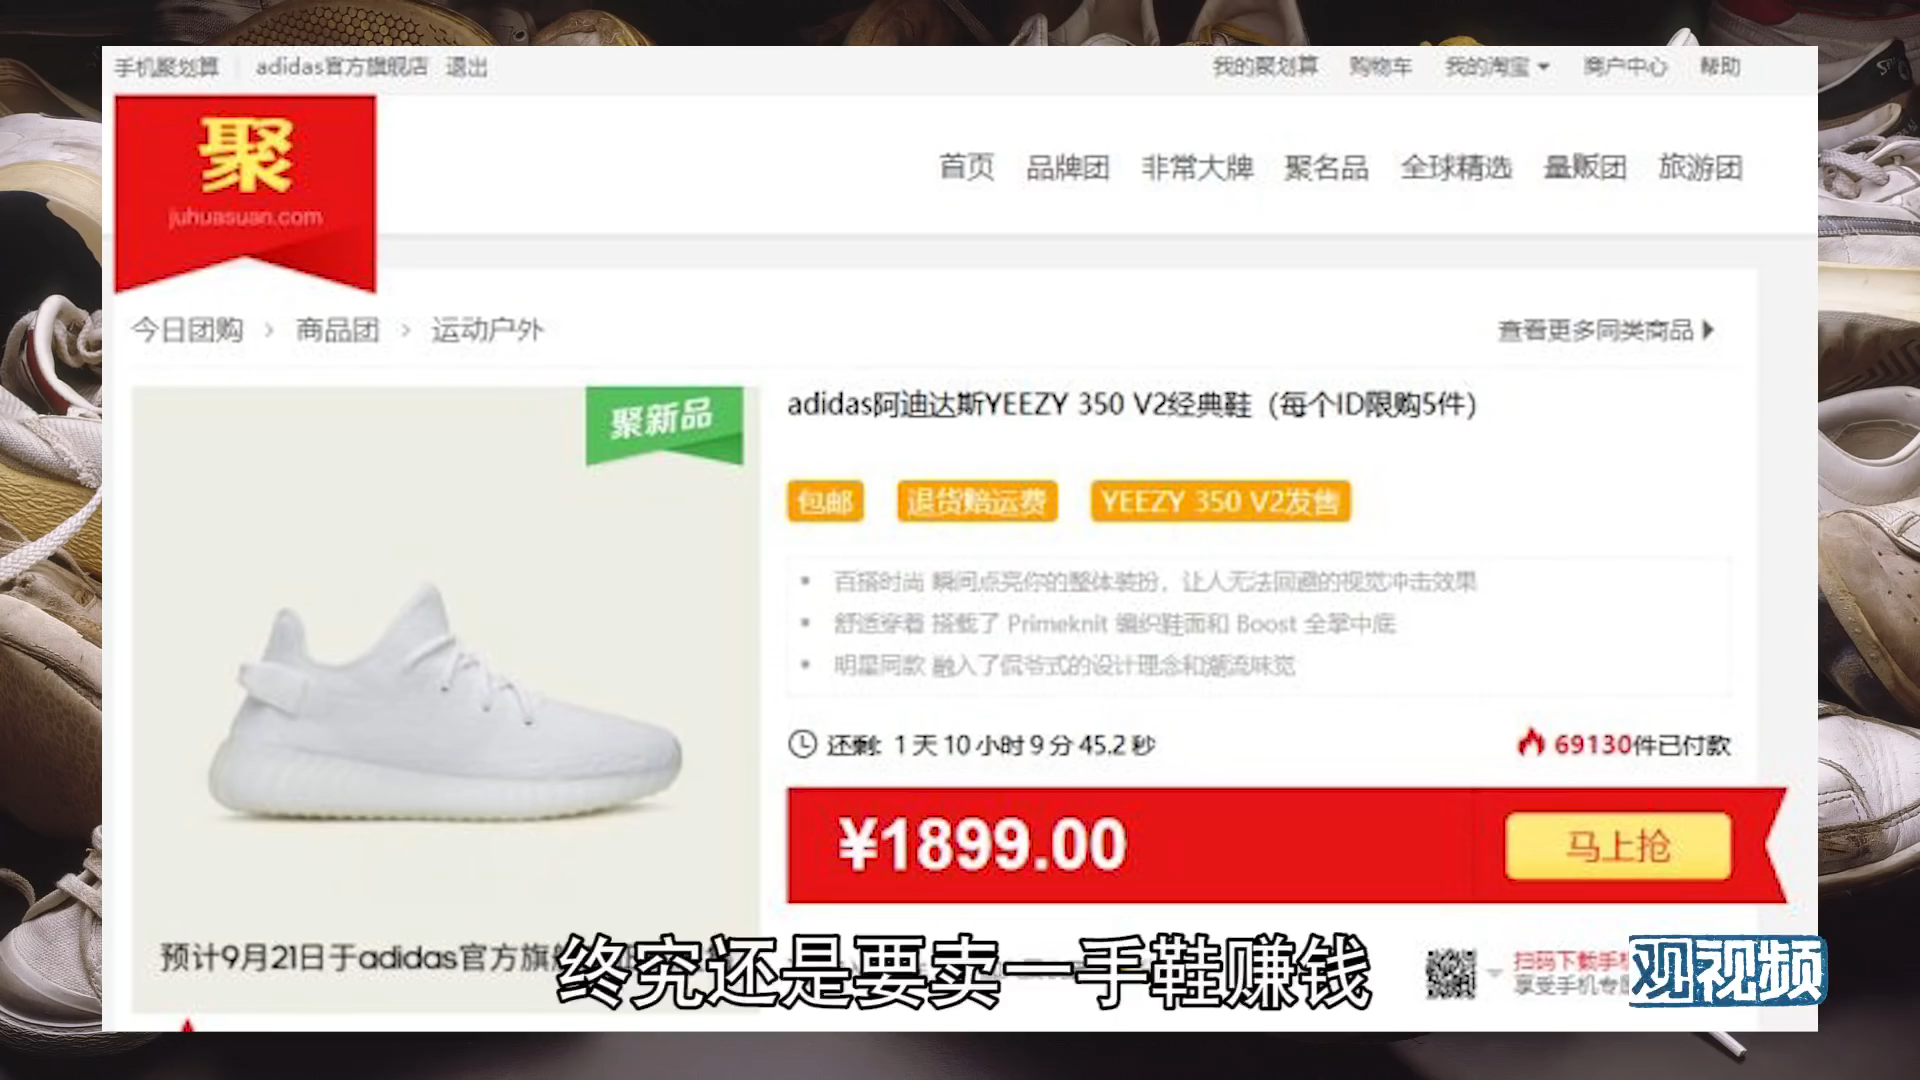 手机聚划算 adidas官方旗舰店 退出 我的聚划算 购物车 我的淘宝 商户中心 帮助
聚
juhuasuan.com
首页 品牌团 非常大牌 聚名品 全球精选 量贩团 旅游团
今日团购 > 商品团 > 运动户外 查看更多同类商品
聚新品
adidas阿迪达斯YEEZY 350 V2经典鞋（每个ID限购5件）
包邮 退货赔运费 YEEZY 350 V2发售
百搭时尚 瞬间点亮你的整体装扮，让人无法回避的视觉冲击效果
舒适穿着 搭载了 Primeknit 编织鞋面和 Boost 全掌中底
明星同款 融入了侃爷式的设计理念和潮流味觉
还剩: 1 天 10 小时 9 分 45.2 秒 69130件已付款
¥1899.00 马上抢
预计9月21日于adidas官方旗
扫码下载手
享受手机专
终究还是要卖一手鞋赚钱
观视频